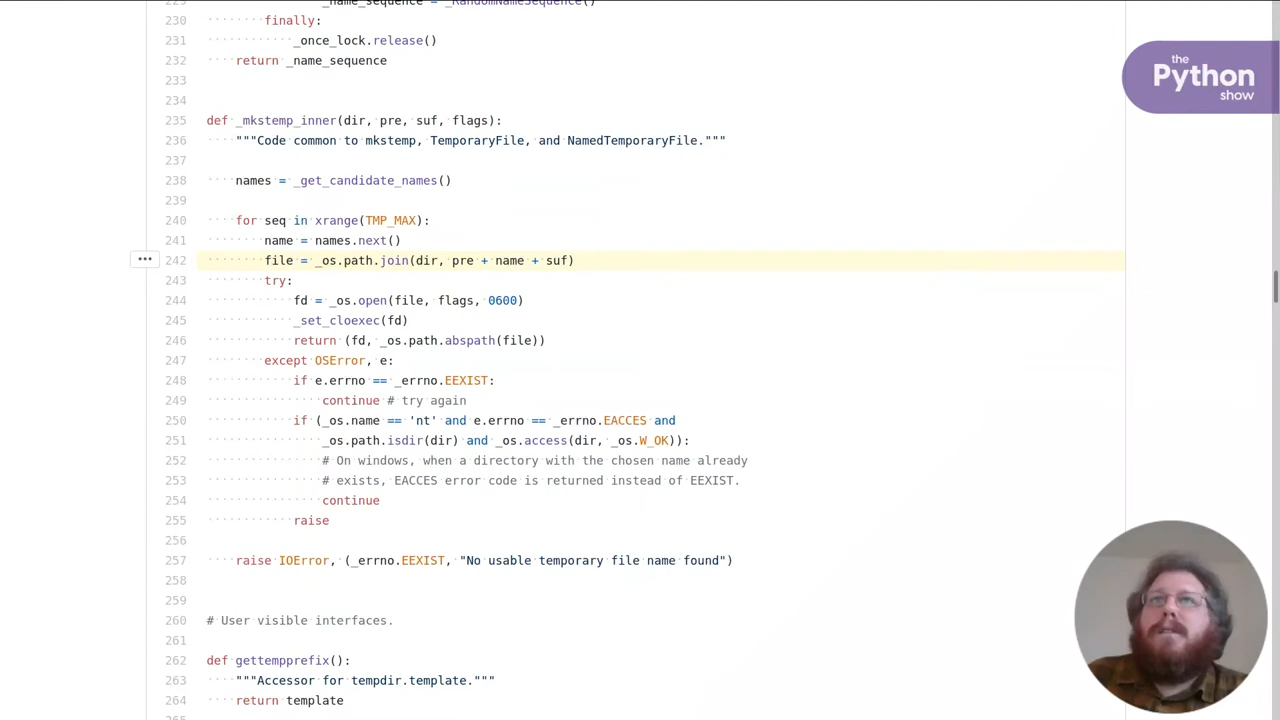 229 _name_sequence = _RandomNameSequence()
230 finally:
231 _once_lock.release()
232 return _name_sequence
233
234
235 def _mkstemp_inner(dir, pre, suf, flags):
236 """Code common to mkstemp, TemporaryFile, and NamedTemporaryFile."""
237
238 names = _get_candidate_names()
239
240 for seq in xrange(TMP_MAX):
241 name = names.next()
242 file = _os.path.join(dir, pre + name + suf)
243 try:
244 fd = _os.open(file, flags, 0600)
245 _set_cloexec(fd)
246 return (fd, _os.path.abspath(file))
247 except OSError, e:
248 if e.errno == _errno.EEXIST:
249 continue # try again
250 if (_os.name == 'nt' and e.errno == _errno.EACCES and
251 _os.path.isdir(dir) and _os.access(dir, _os.W_OK)):
252 # On windows, when a directory with the chosen name already
253 # exists, EACCES error code is returned instead of EEXIST.
254 continue
255 raise
256
257 raise IOError, (_errno.EEXIST, "No usable temporary file name found")
258
259
260 # User visible interfaces.
261
262 def gettempprefix():
263 """Accessor for tempdir.template."""
264 return template
the
Python
show